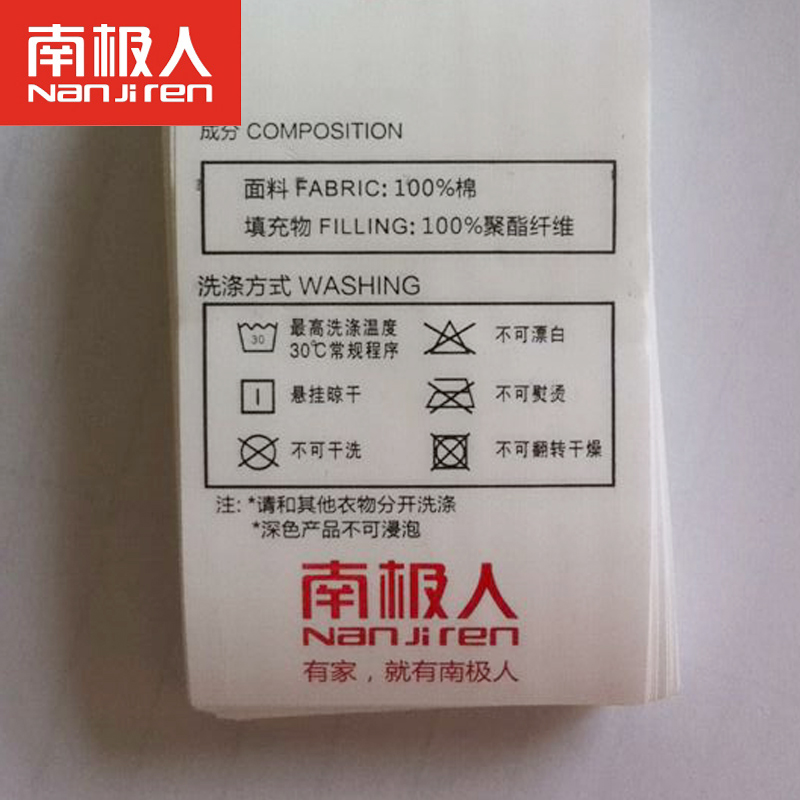 南极人
Nanjiren
成分 COMPOSITION
面料 FABRIC: 100%棉
填充物 FILLING: 100%聚酯纤维
洗涤方式 WASHING
30
最高洗涤温度
30℃常规程序
不可漂白
悬挂晾干
不可熨烫
不可干洗
不可翻转干燥
注: *请和其他衣物分开洗涤
*深色产品不可浸泡
南极人
Nanjiren
有家，就有南极人